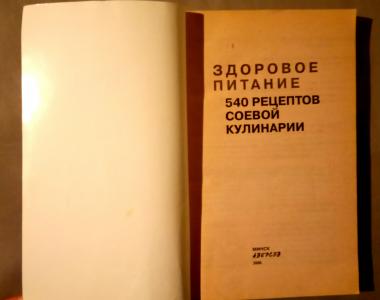 ЗДОРОВОЕ
ПИТАНИЕ
540 РЕЦЕПТОВ
СОЕВОЙ
КУЛИНАРИИ
МИНСК